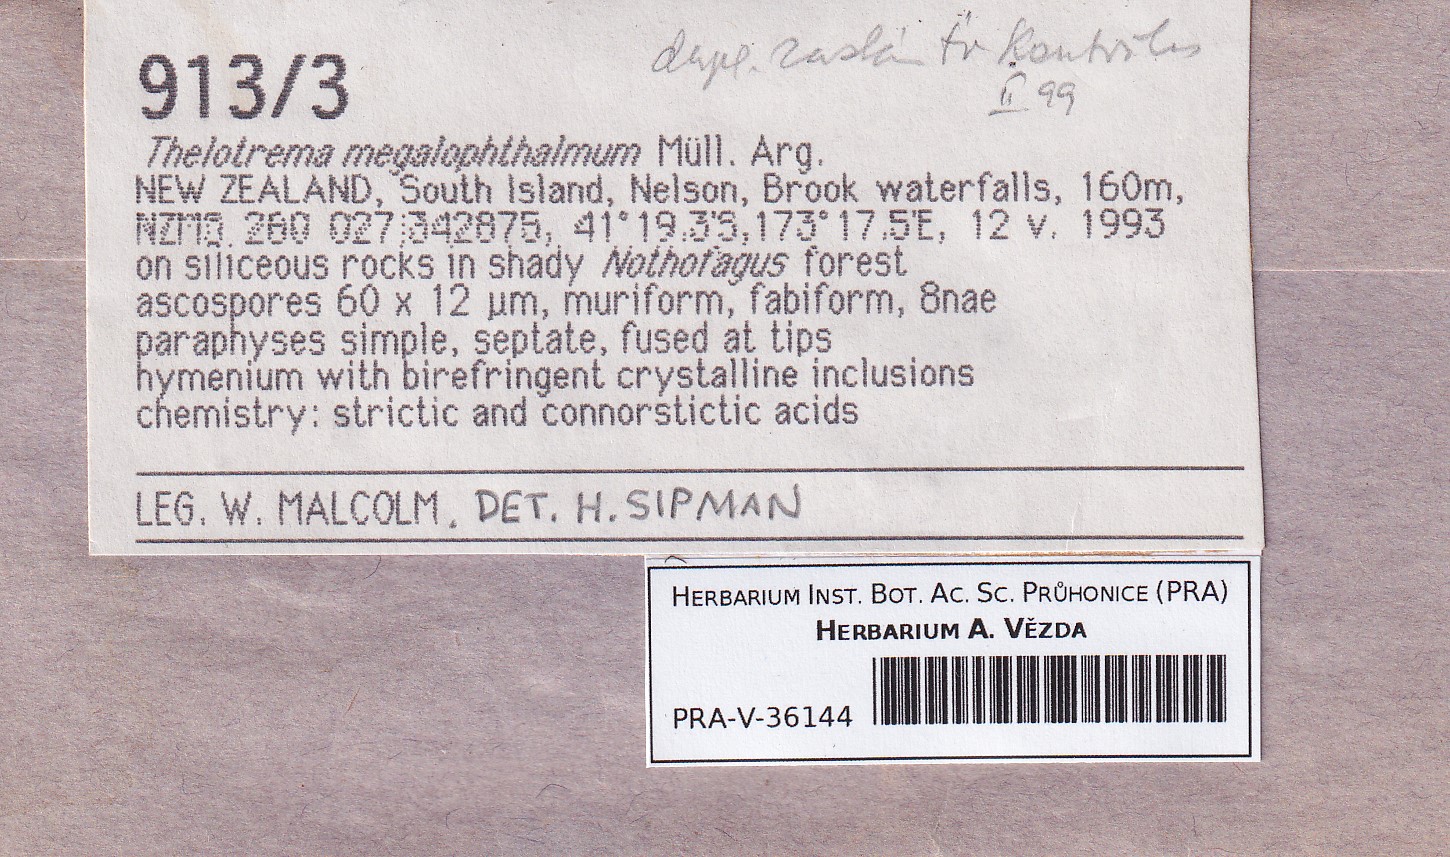 913/3
dupl.
II 99
Thelotrema megalophthalmum Müll. Arg.
NEW ZEALAND, South Island, Nelson, Brook waterfalls, 160m,
NZMS 260 027:342875, 41°19.3'S,173°17.5'E, 12 v. 1993
on siliceous rocks in shady Nothofagus forest
ascospores 60 x 12 µm, muriform, fabiform, 8nae
paraphyses simple, septate, fused at tips
hymenium with birefringent crystalline inclusions
chemistry: strictic and connorstictic acids
LEG. W. MALCOLM. DET. H. SIPMAN
HERBARIUM INST. BOT. AC. SC. PRŮHONICE (PRA)
HERBARIUM A. VĚZDA
PRA-V-36144